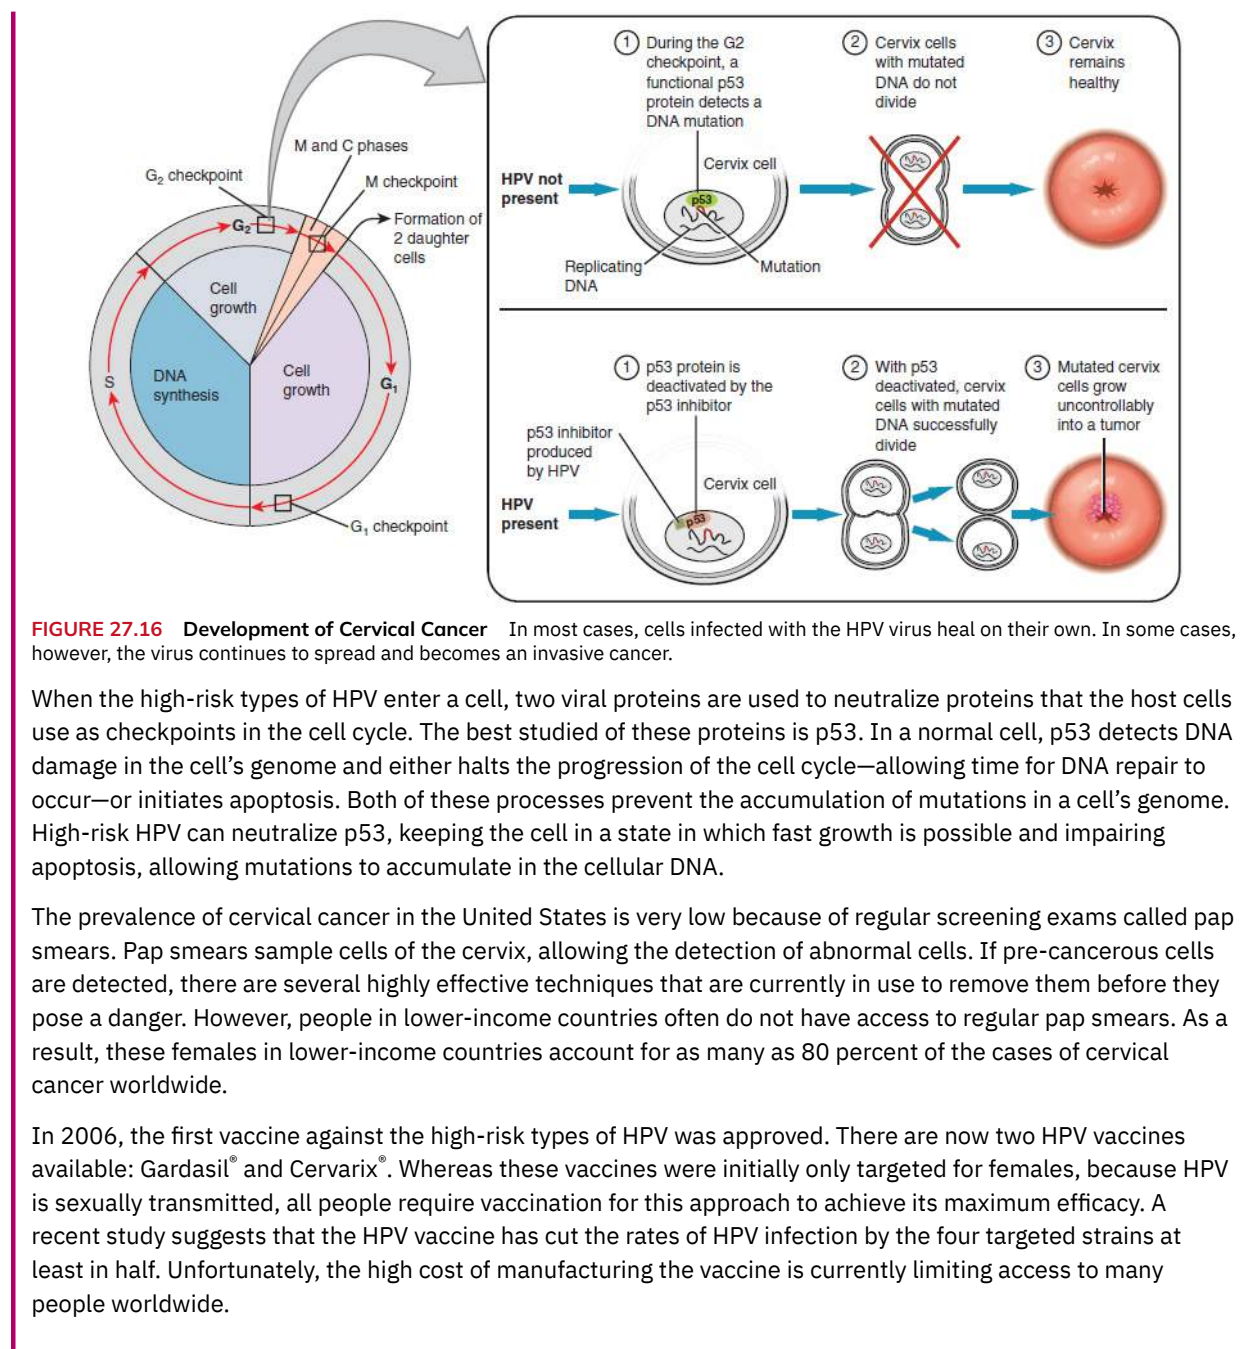 1 During the G2
checkpoint, a
functional p53
protein detects a
DNA mutation
2 Cervix cells
with mutated
DNA do not
divide
3 Cervix
remains
healthy
M and C phases
G2 checkpoint
M checkpoint
Formation of
2 daughter
cells
G2
Cell
growth
DNA
synthesis
S
Cell
growth
G1
G1 checkpoint
HPV not
present
Cervix cell
p53
Replicating
DNA
Mutation
1 p53 protein is
deactivated by the
p53 inhibitor
2 With p53
deactivated, cervix
cells with mutated
DNA successfully
divide
3 Mutated cervix
cells grow
uncontrollably
into a tumor
p53 inhibitor
produced
by HPV
Cervix cell
HPV
present
p53
FIGURE 27.16 Development of Cervical Cancer In most cases, cells infected with the HPV virus heal on their own. In some cases,
however, the virus continues to spread and becomes an invasive cancer.
When the high-risk types of HPV enter a cell, two viral proteins are used to neutralize proteins that the host cells
use as checkpoints in the cell cycle. The best studied of these proteins is p53. In a normal cell, p53 detects DNA
damage in the cell’s genome and either halts the progression of the cell cycle—allowing time for DNA repair to
occur—or initiates apoptosis. Both of these processes prevent the accumulation of mutations in a cell’s genome.
High-risk HPV can neutralize p53, keeping the cell in a state in which fast growth is possible and impairing
apoptosis, allowing mutations to accumulate in the cellular DNA.
The prevalence of cervical cancer in the United States is very low because of regular screening exams called pap
smears. Pap smears sample cells of the cervix, allowing the detection of abnormal cells. If pre-cancerous cells
are detected, there are several highly effective techniques that are currently in use to remove them before they
pose a danger. However, people in lower-income countries often do not have access to regular pap smears. As a
result, these females in lower-income countries account for as many as 80 percent of the cases of cervical
cancer worldwide.
In 2006, the first vaccine against the high-risk types of HPV was approved. There are now two HPV vaccines
available: Gardasil® and Cervarix®. Whereas these vaccines were initially only targeted for females, because HPV
is sexually transmitted, all people require vaccination for this approach to achieve its maximum efficacy. A
recent study suggests that the HPV vaccine has cut the rates of HPV infection by the four targeted strains at
least in half. Unfortunately, the high cost of manufacturing the vaccine is currently limiting access to many
people worldwide.